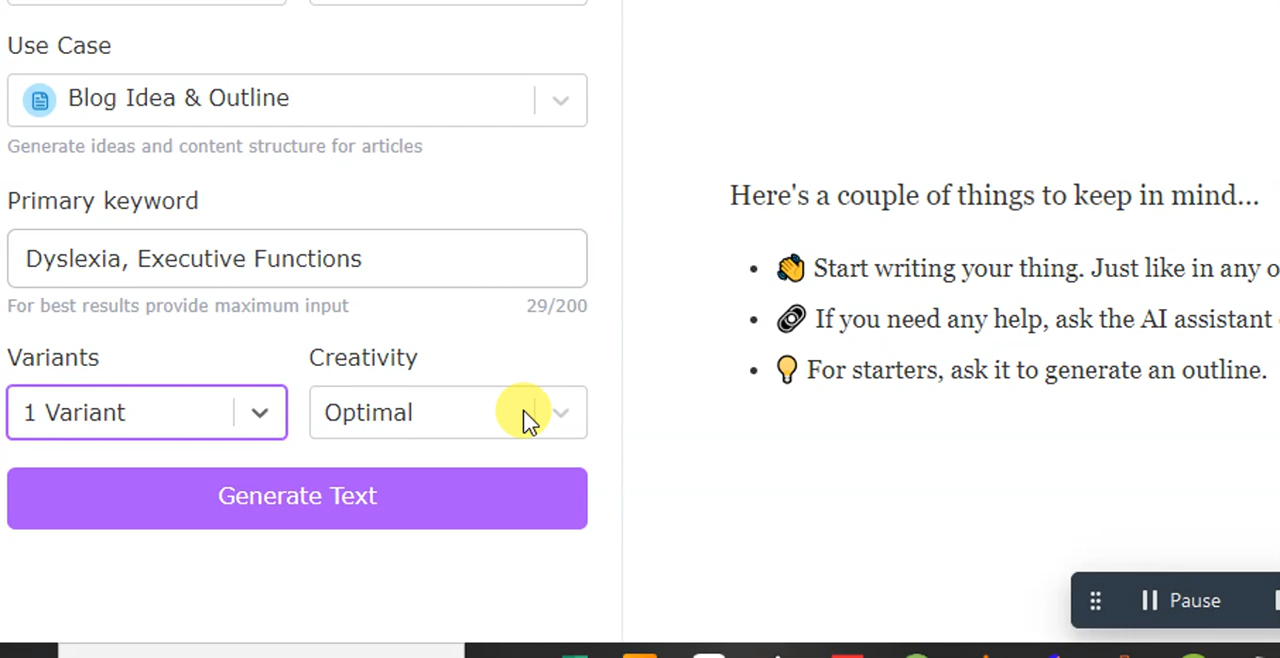 Use Case
Blog Idea & Outline
Generate ideas and content structure for articles
Primary keyword
Dyslexia, Executive Functions
For best results provide maximum input 29/200
Variants Creativity
1 Variant Optimal
Generate Text
Here's a couple of things to keep in mind...
• 👏 Start writing your thing. Just like in any
• 🔗 If you need any help, ask the AI assistant
• 💡 For starters, ask it to generate an outline.
Pause